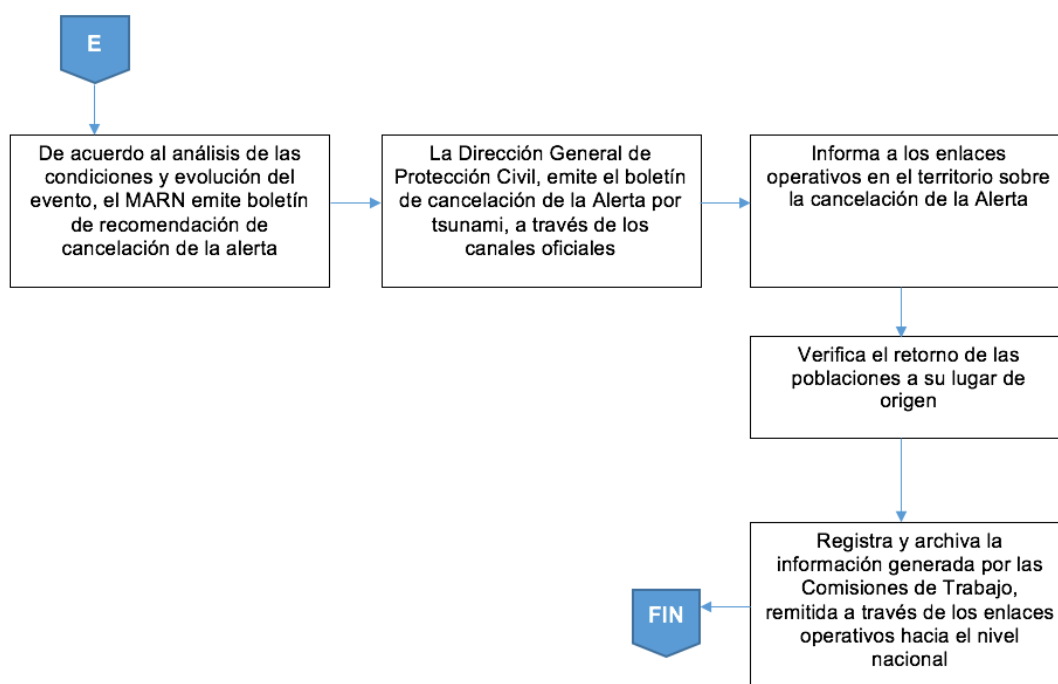 E
De acuerdo al análisis de las
condiciones y evolución del
evento, el MARN emite boletín
de recomendación de
cancelación de la alerta
La Dirección General de
Protección Civil, emite el boletín
de cancelación de la Alerta por
tsunami, a través de los
canales oficiales
Informa a los enlaces
operativos en el territorio sobre
la cancelación de la Alerta
Verifica el retorno de las
poblaciones a su lugar de
origen
Registra y archiva la
información generada por las
Comisiones de Trabajo,
remitida a través de los enlaces
operativos hacia el nivel
nacional
FIN